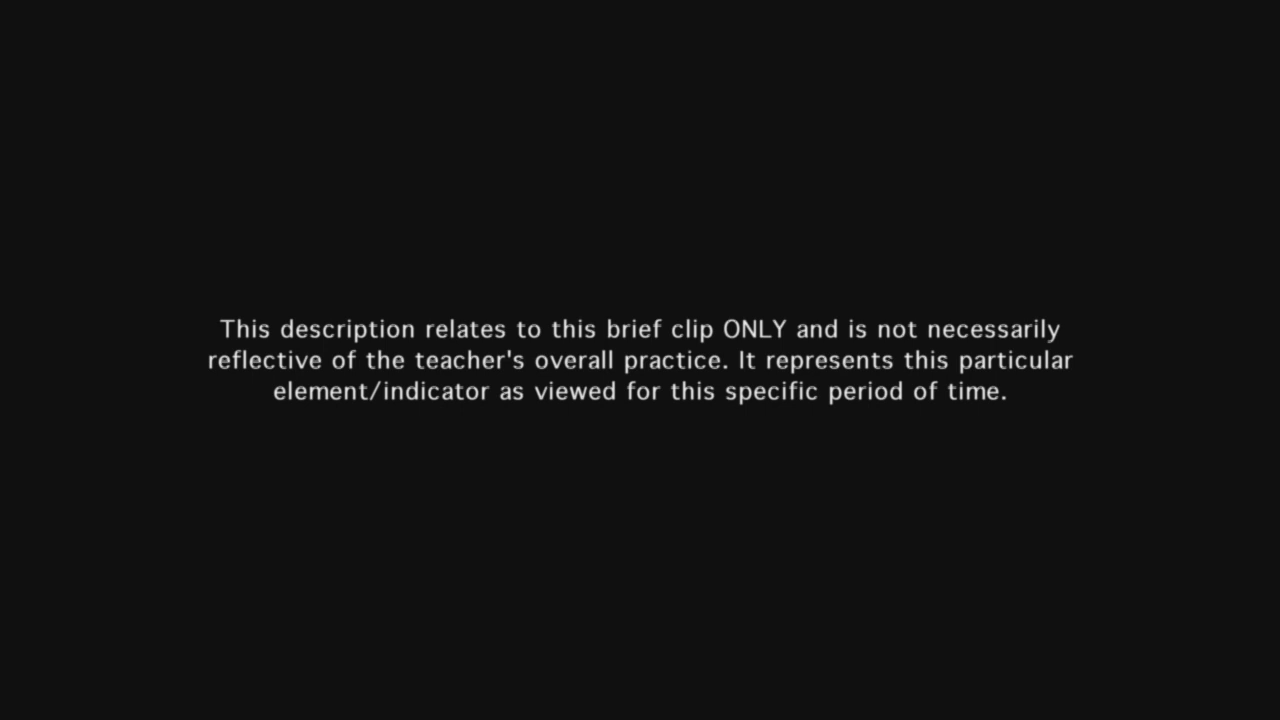 This description relates to this brief clip ONLY and is not necessarily
reflective of the teacher's overall practice. It represents this particular
element/indicator as viewed for this specific period of time.